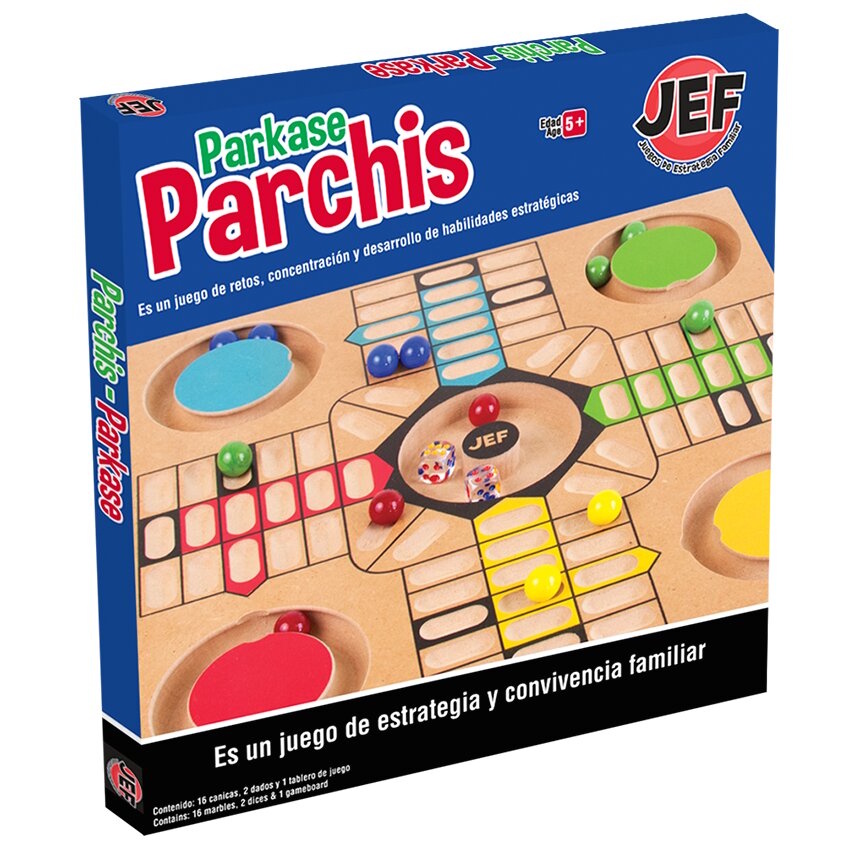 Parchis - Parkase
JEF
JEF
Juegos De Estrategia Familiar
Edad
Age 5+
Parkase
Parchis
Es un juego de retos, concentración y desarrollo de habilidades estratégicas
Parchis - Parkase
JEF
Es un juego de estrategia y convivencia familiar
JEF
Contenido: 16 canicas, 2 dados y 1 tablero de juego
Contains: 16 marbles, 2 dices & 1 gameboard